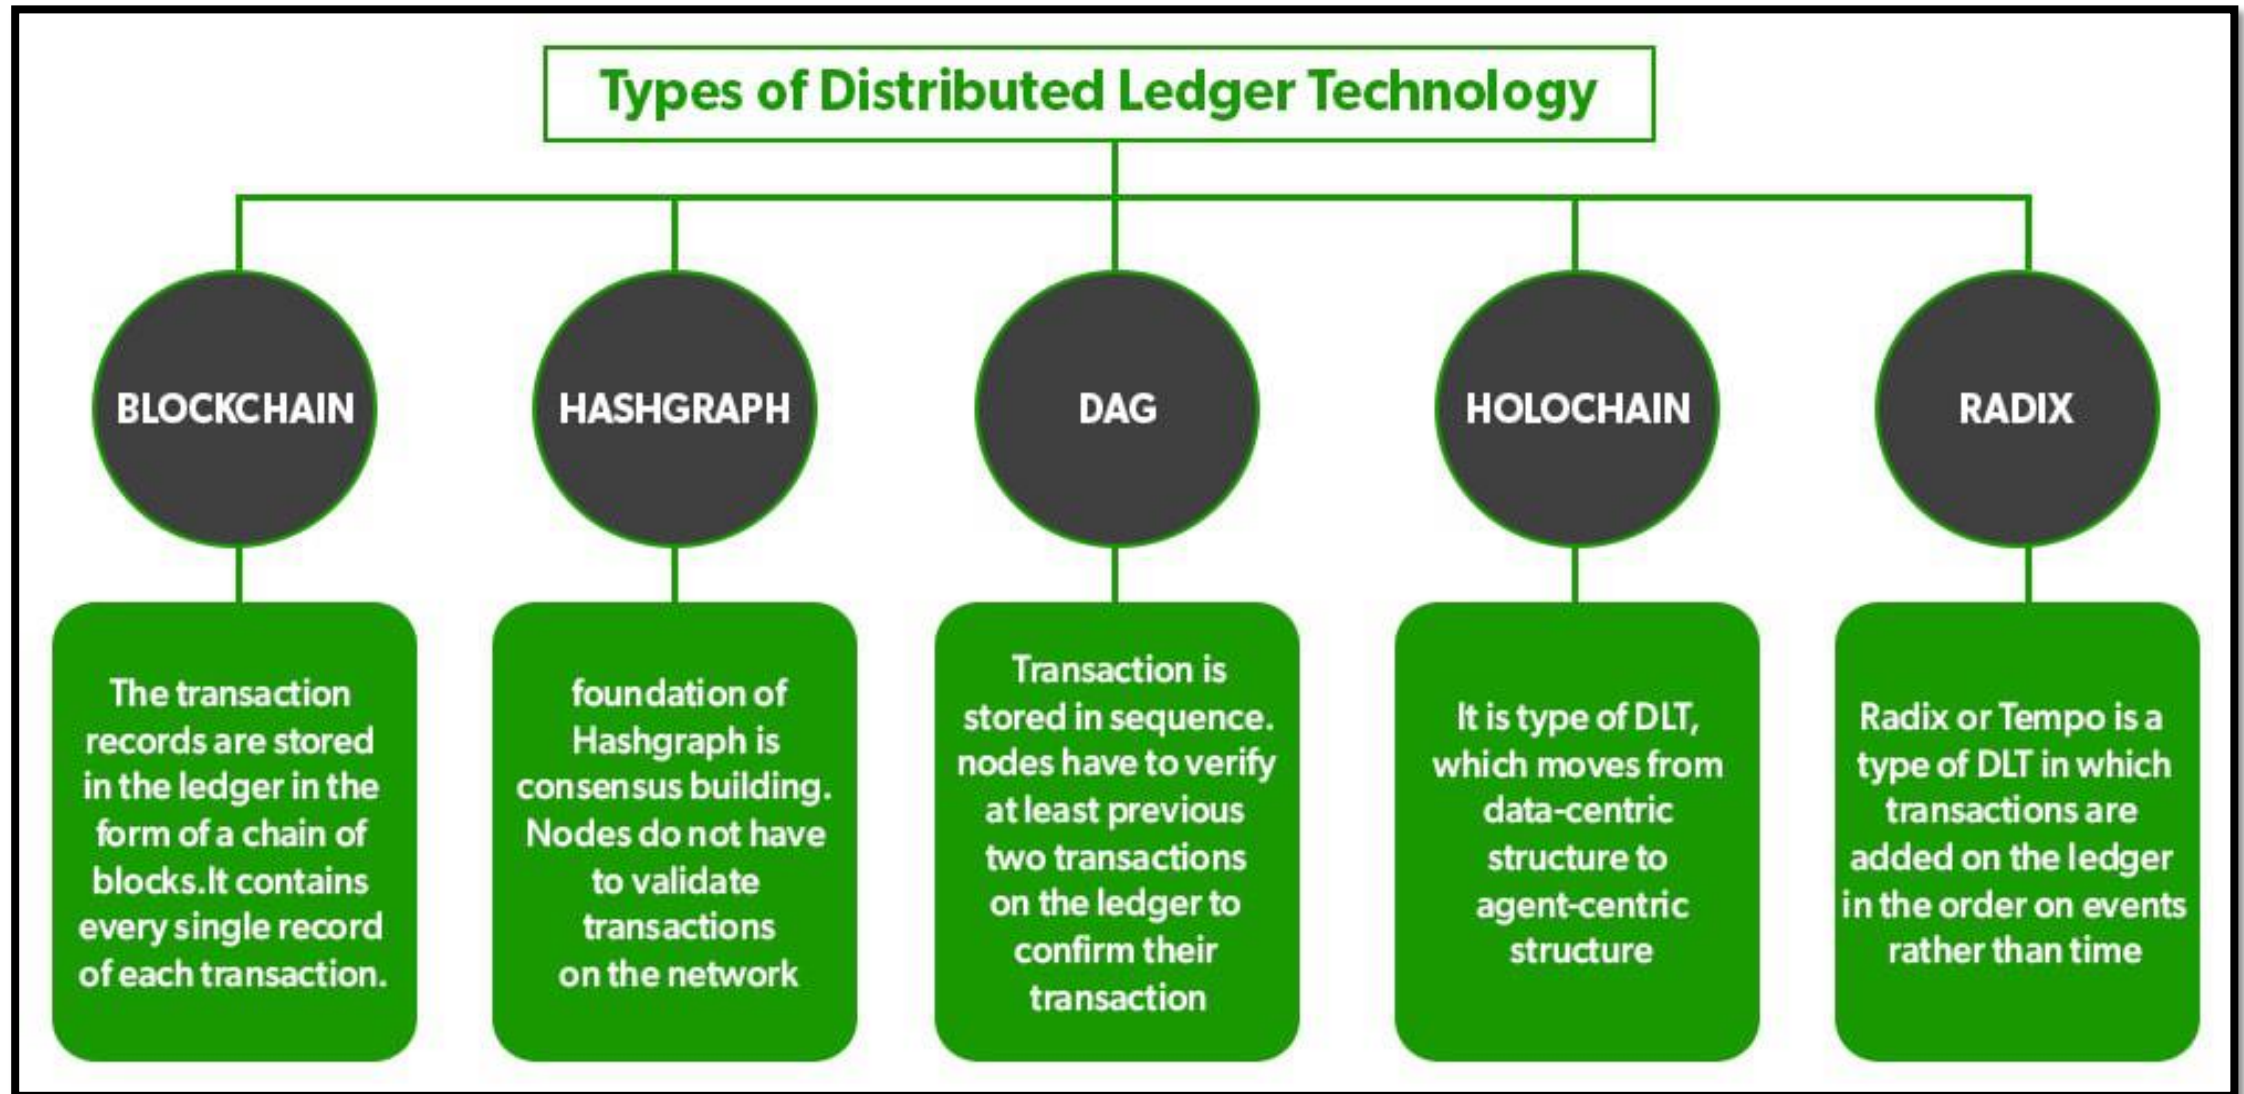 Types of Distributed Ledger Technology
BLOCKCHAIN
HASHGRAPH
DAG
HOLOCHAIN
RADIX
The transaction
records are stored
in the ledger in the
form of a chain of
blocks.It contains
every single record
of each transaction.
foundation of
Hashgraph is
consensus building.
Nodes do not have
to validate
transactions
on the network
Transaction is
stored in sequence.
nodes have to verify
at least previous
two transactions
on the ledger to
confirm their
transaction
It is type of DLT,
which moves from
data-centric
structure to
agent-centric
structure
Radix or Tempo is a
type of DLT in which
transactions are
added on the ledger
in the order on events
rather than time